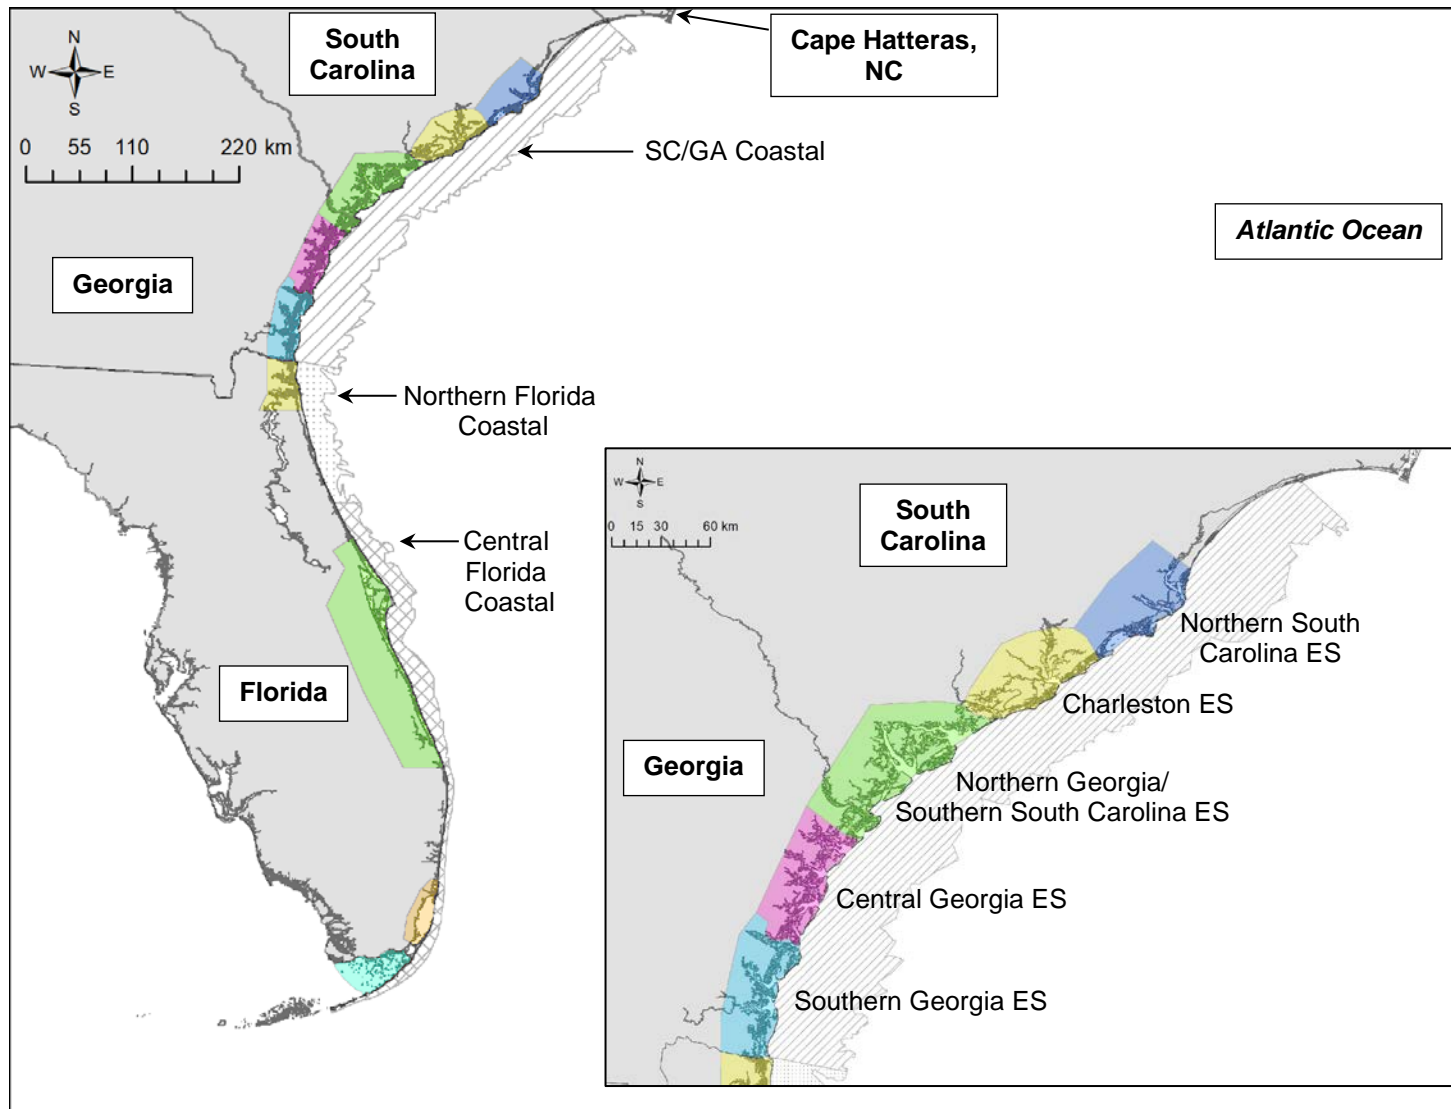 South
Carolina
Cape Hatteras,
NC
N
W
E
S
0 55 110 220 km
SC/GA Coastal
Atlantic Ocean
Georgia
Northern Florida
Coastal
Central
Florida
Coastal
Florida
N
W
E
S
0 15 30 60 km
South
Carolina
Northern South
Carolina ES
Charleston ES
Georgia
Northern Georgia/
Southern South Carolina ES
Central Georgia ES
Southern Georgia ES